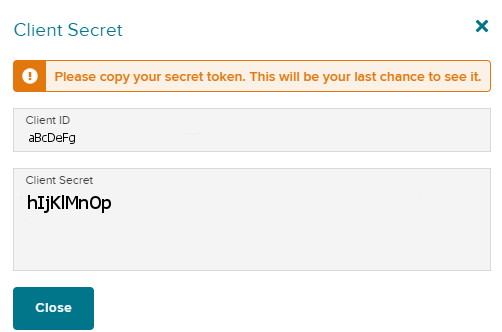 Client Secret
Please copy your secret token. This will be your last chance to see it.
Client ID
aBcDeFg
Client Secret
hIjKlMnOp
Close